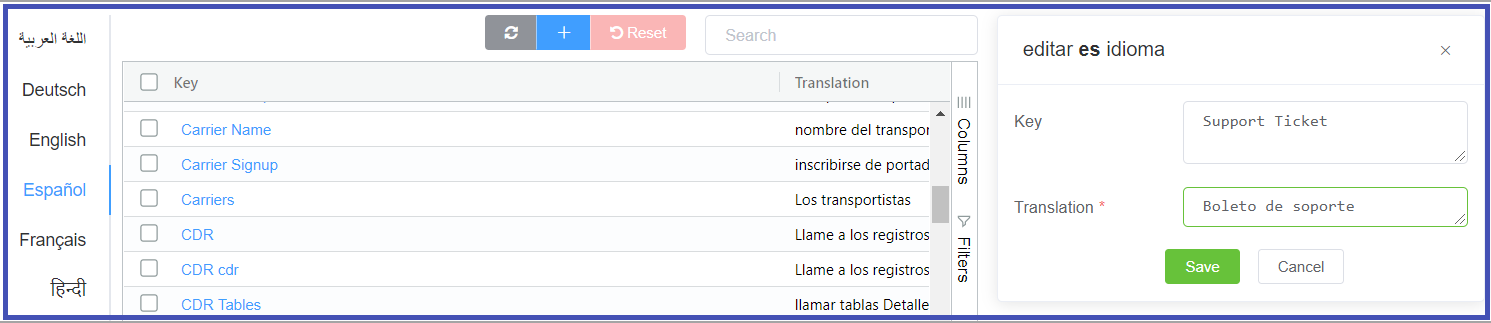 اللغة العربية
Deutsch
English
Español
Français
हिन्दी
Reset
Search
Key Translation
Carrier Name nombre del transpor
Carrier Signup inscribirse de portad
Carriers Los transportistas
CDR Llame a los registros
CDR cdr Llame a los registros
CDR Tables llamar tablas Detalle
Columns
Filters
editar es idioma
Key Support Ticket
Translation * Boleto de soporte
Save Cancel